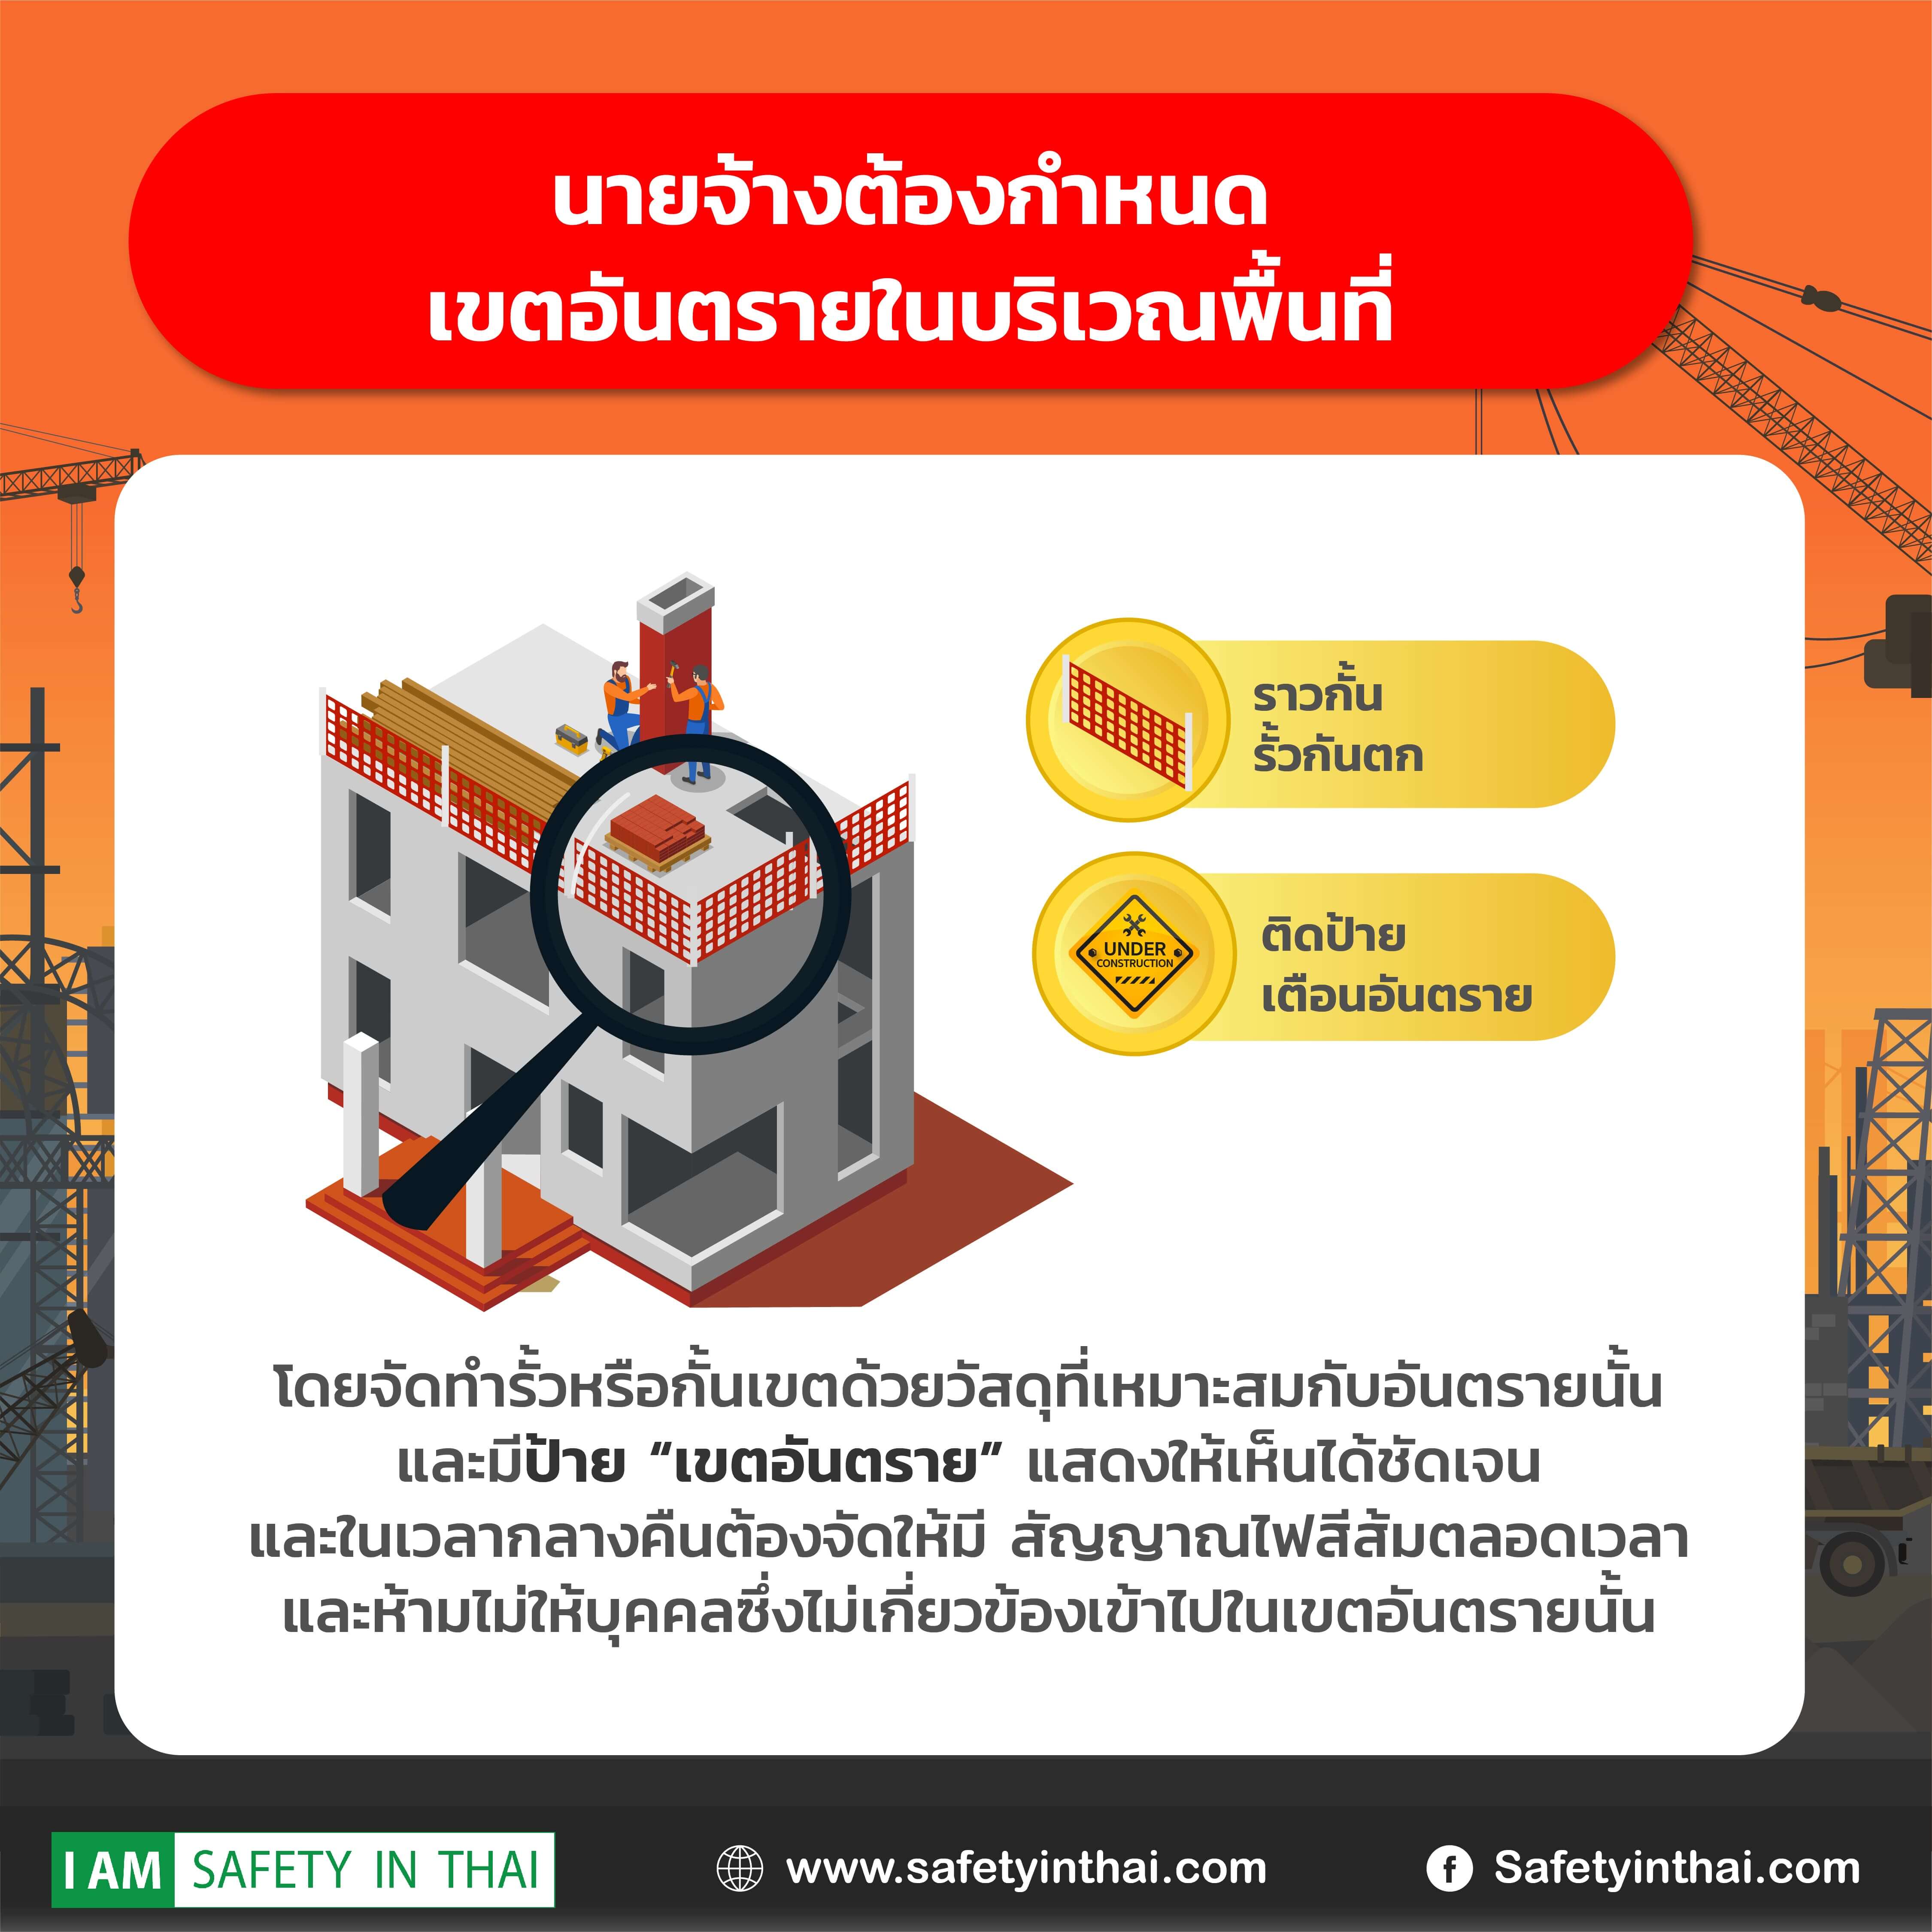 นายจ้างต้องกำหนด
เขตอันตรายในบริเวณพื้นที่
ราวกั้น
รั้วกันตก
UNDER
CONSTRUCTION
ติดป้าย
เตือนอันตราย
โดยจัดทำรั้วหรือกั้นเขตด้วยวัสดุที่เหมาะสมกับอันตรายนั้น
และมีป้าย “เขตอันตราย” แสดงให้เห็นได้ชัดเจน
และในเวลากลางคืนต้องจัดให้มี สัญญาณไฟสีส้มตลอดเวลา
และห้ามไม่ให้บุคคลซึ่งไม่เกี่ยวข้องเข้าไปในเขตอันตรายนั้น
I AM SAFETY IN THAI
www.safetyinthai.com
Safetyinthai.com